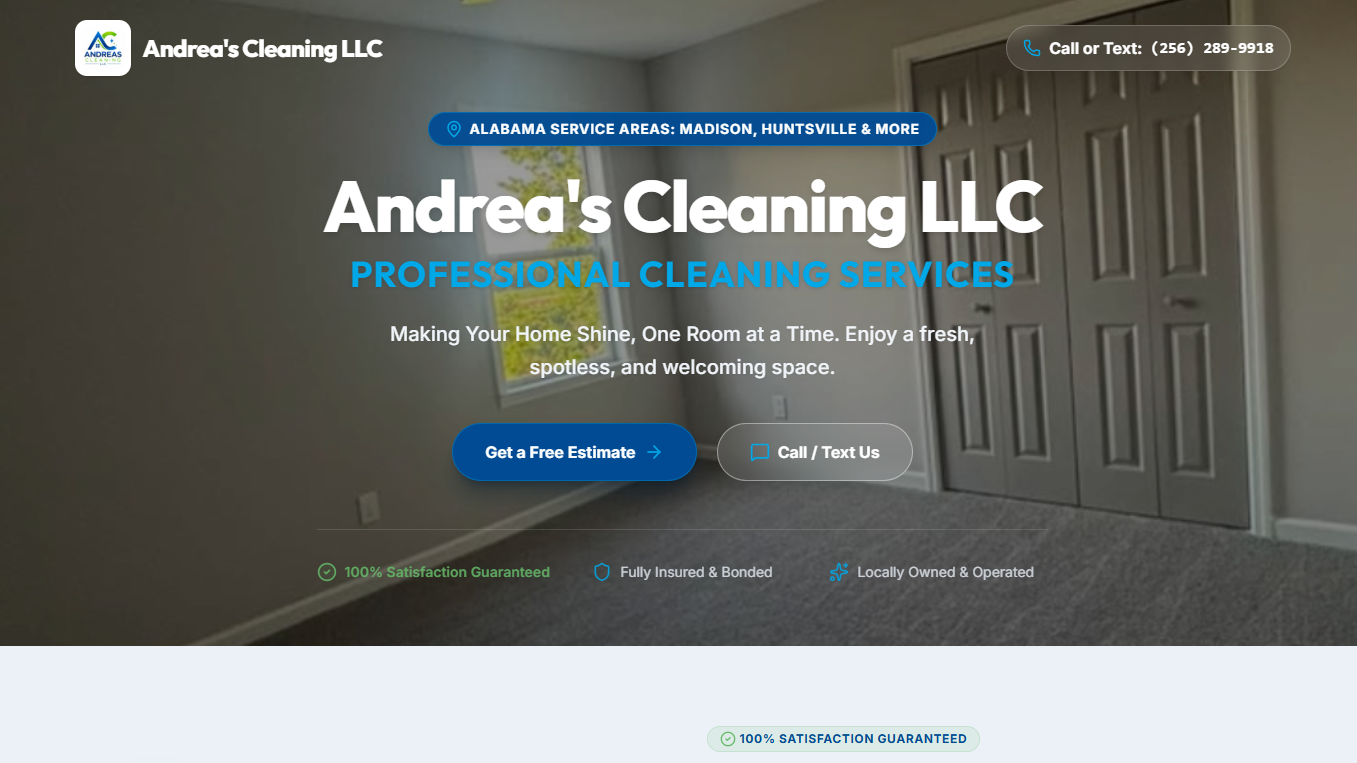 ANDREAS
CLEANING
Andrea's Cleaning LLC
Call or Text: (256) 289-9918
ALABAMA SERVICE AREAS: MADISON, HUNTSVILLE & MORE
Andrea's Cleaning LLC
PROFESSIONAL CLEANING SERVICES
Making Your Home Shine, One Room at a Time. Enjoy a fresh,
spotless, and welcoming space.
Get a Free Estimate
Call / Text Us
100% Satisfaction Guaranteed
Fully Insured & Bonded
Locally Owned & Operated
100% SATISFACTION GUARANTEED